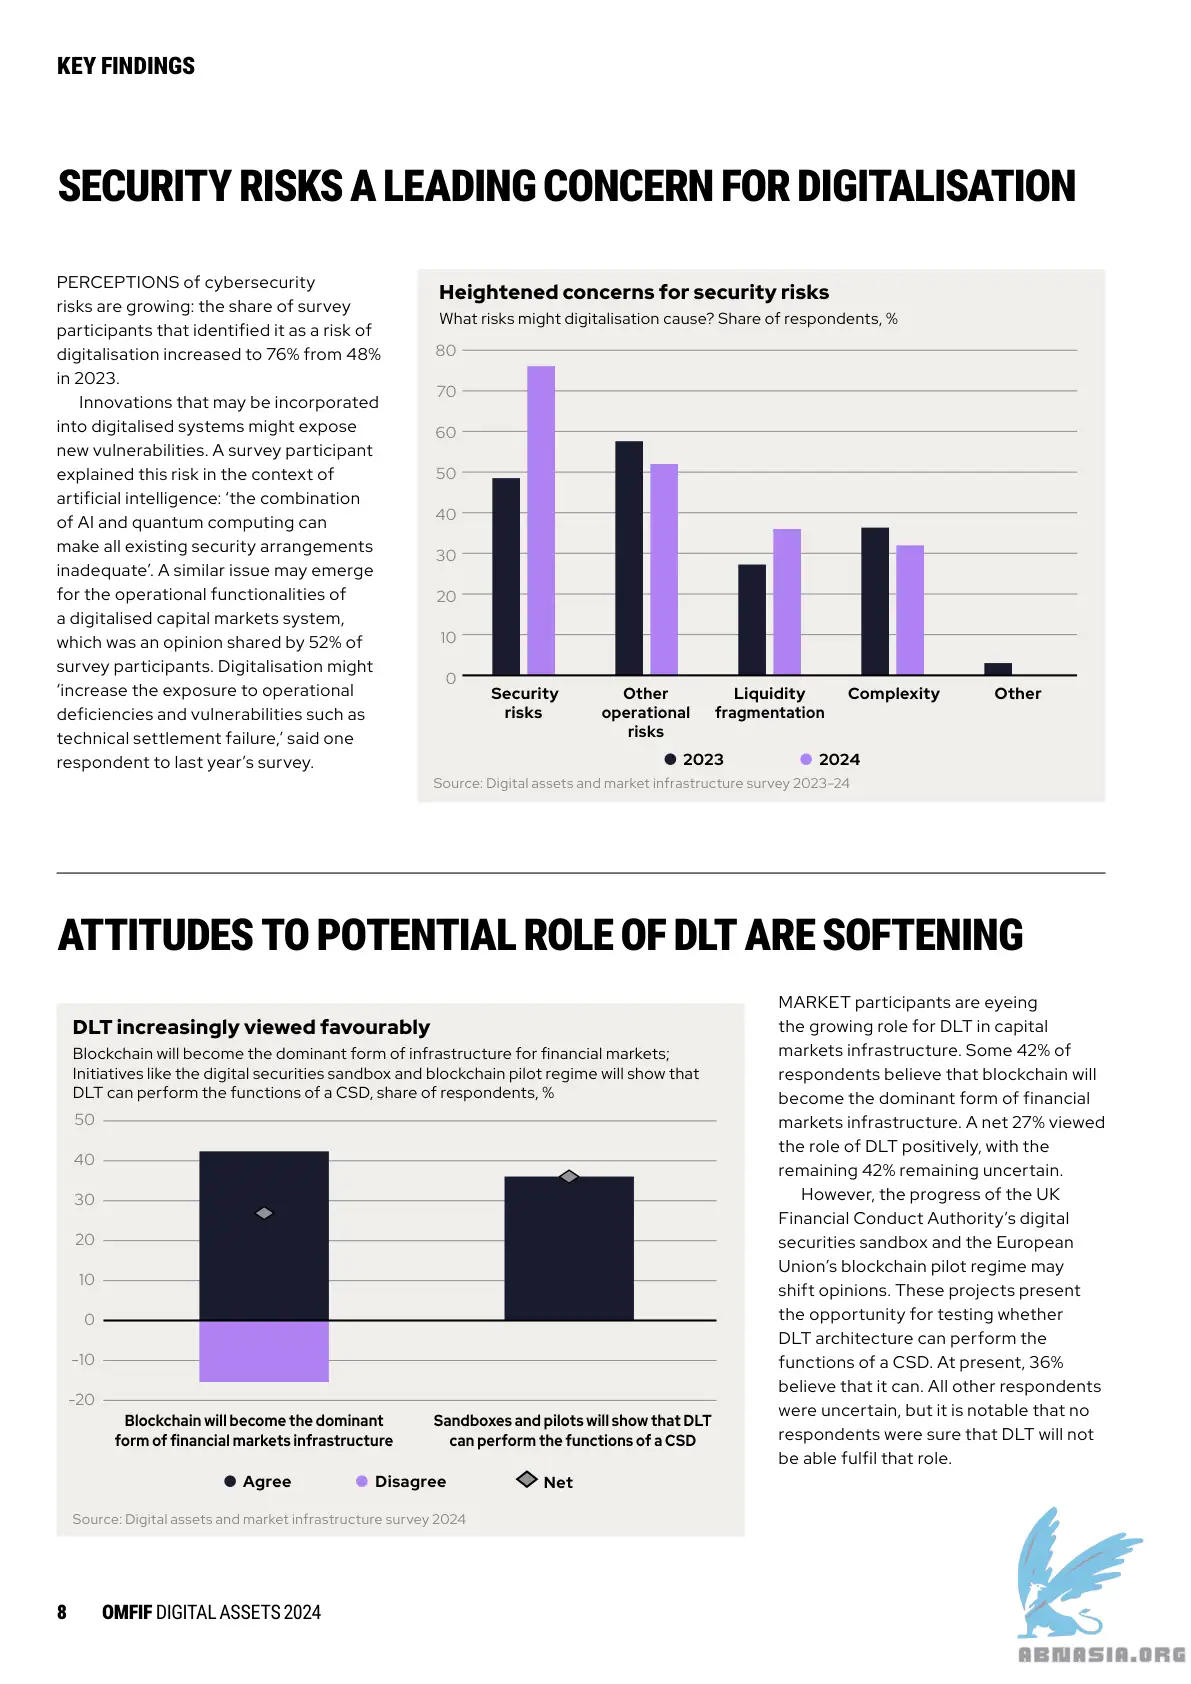 KEY FINDINGS
SECURITY RISKS A LEADING CONCERN FOR DIGITALISATION
PERCEPTIONS of cybersecurity
risks are growing: the share of survey
participants that identified it as a risk of
digitalisation increased to 76% from 48%
in 2023.
Innovations that may be incorporated
into digitalised systems might expose
new vulnerabilities. A survey participant
explained this risk in the context of
artificial intelligence: ‘the combination
of AI and quantum computing can
make all existing security arrangements
inadequate’. A similar issue may emerge
for the operational functionalities of
a digitalised capital markets system,
which was an opinion shared by 52% of
survey participants. Digitalisation might
‘increase the exposure to operational
deficiencies and vulnerabilities such as
technical settlement failure,’ said one
respondent to last year’s survey.
Heightened concerns for security risks
What risks might digitalisation cause? Share of respondents, %
80
70
60
50
40
30
20
10
0
Security
risks
Other
operational
risks
Liquidity
fragmentation
Complexity
Other
2023
2024
Source: Digital assets and market infrastructure survey 2023-24
ATTITUDES TO POTENTIAL ROLE OF DLT ARE SOFTENING
DLT increasingly viewed favourably
Blockchain will become the dominant form of infrastructure for financial markets;
Initiatives like the digital securities sandbox and blockchain pilot regime will show that
DLT can perform the functions of a CSD, share of respondents, %
50
40
30
20
10
0
-10
-20
Blockchain will become the dominant
form of financial markets infrastructure
Sandboxes and pilots will show that DLT
can perform the functions of a CSD
Agree
Disagree
Net
Source: Digital assets and market infrastructure survey 2024
MARKET participants are eyeing
the growing role for DLT in capital
markets infrastructure. Some 42% of
respondents believe that blockchain will
become the dominant form of financial
markets infrastructure. A net 27% viewed
the role of DLT positively, with the
remaining 42% remaining uncertain.
However, the progress of the UK
Financial Conduct Authority’s digital
securities sandbox and the European
Union’s blockchain pilot regime may
shift opinions. These projects present
the opportunity for testing whether
DLT architecture can perform the
functions of a CSD. At present, 36%
believe that it can. All other respondents
were uncertain, but it is notable that no
respondents were sure that DLT will not
be able fulfil that role.
8 OMFIF DIGITAL ASSETS 2024
ABNASIA.ORG